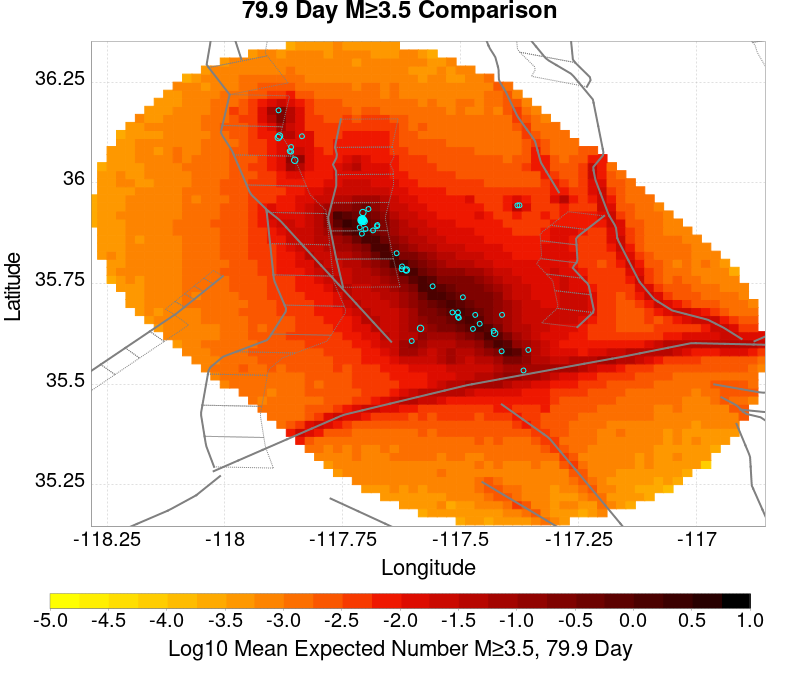 79.9 Day M≥3.5 Comparison
36.25
36
35.75
35.5
35.25
Latitude
-118.25 -118 -117.75 -117.5 -117.25 -117
Longitude
-5.0 -4.5 -4.0 -3.5 -3.0 -2.5 -2.0 -1.5 -1.0 -0.5 0.0 0.5 1.0
Log10 Mean Expected Number M≥3.5, 79.9 Day